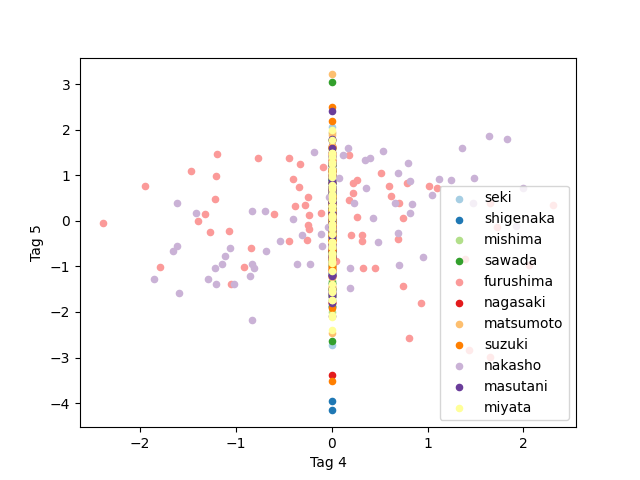 3
2
1
0
−1
−2
−3
−4
Tag 5
−2
−1
0
1
2
Tag 4
seki
shigenaka
mishima
sawada
furushima
nagasaki
matsumoto
suzuki
nakasho
masutani
miyata